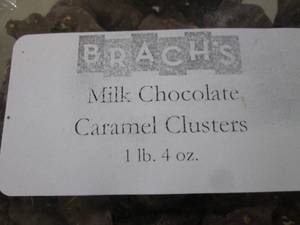 BRACH'S
Milk Chocolate
Caramel Clusters
1 lb. 4 oz.